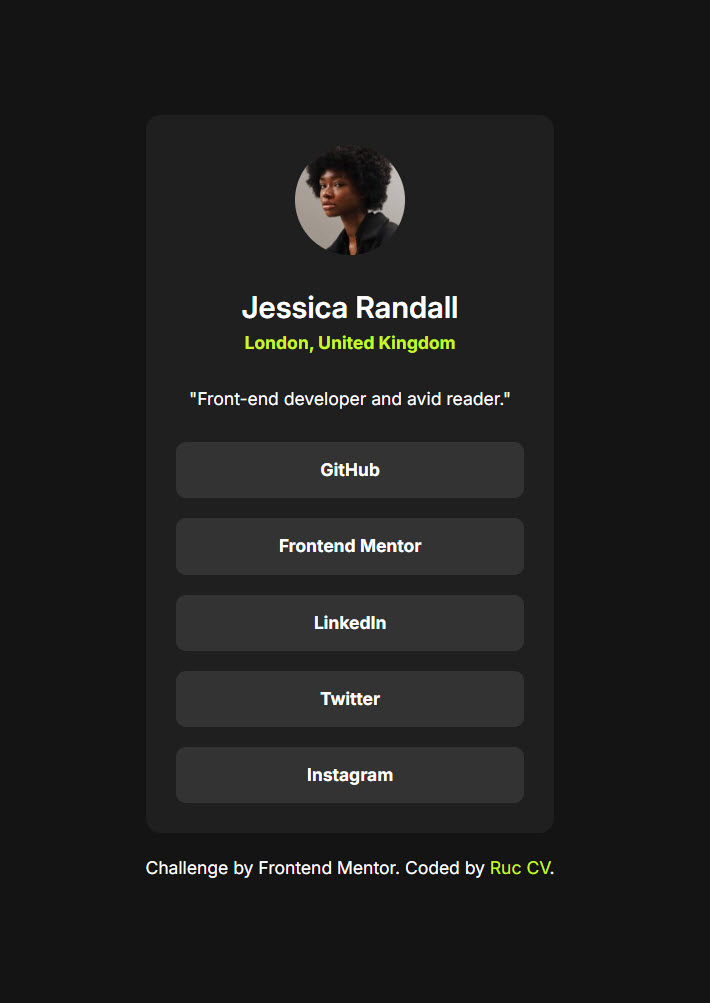 Jessica Randall
London, United Kingdom
"Front-end developer and avid reader."
GitHub
Frontend Mentor
LinkedIn
Twitter
Instagram
Challenge by Frontend Mentor. Coded by Ruc CV.